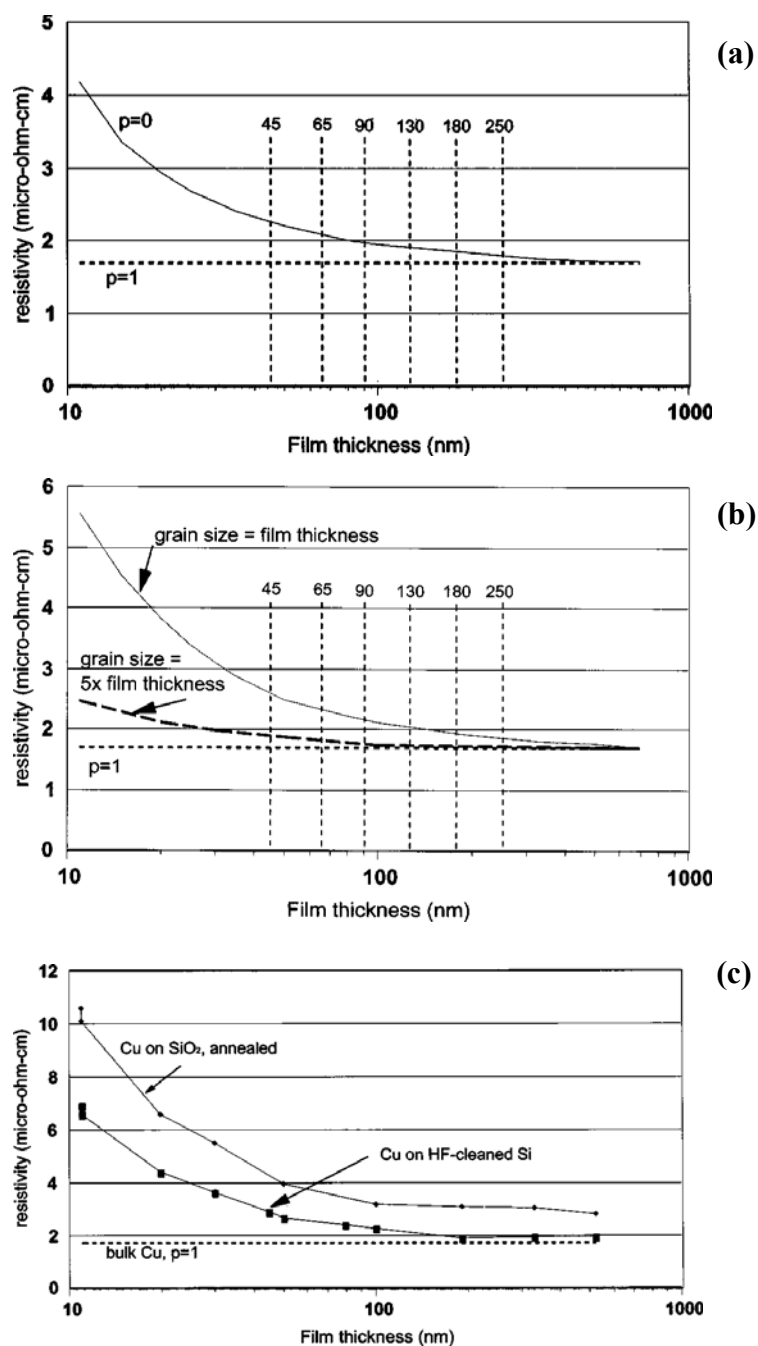 (a)
resistivity (micro-ohm-cm)
5
4
3
2
1
0
p=0
p=1
45 65 90 130 180 250
10 100 1000
Film thickness (nm)
(b)
resistivity (micro-ohm-cm)
6
5
4
3
2
1
0
grain size = film thickness
45 65 90 130 180 250
grain size =
5x film thickness
p=1
10 100 1000
Film thickness (nm)
(c)
resistivity (micro-ohm-cm)
12
10
8
6
4
2
0
Cu on SiO₂, annealed
Cu on HF-cleaned Si
bulk Cu, p=1
10 100 1000
Film thickness (nm)